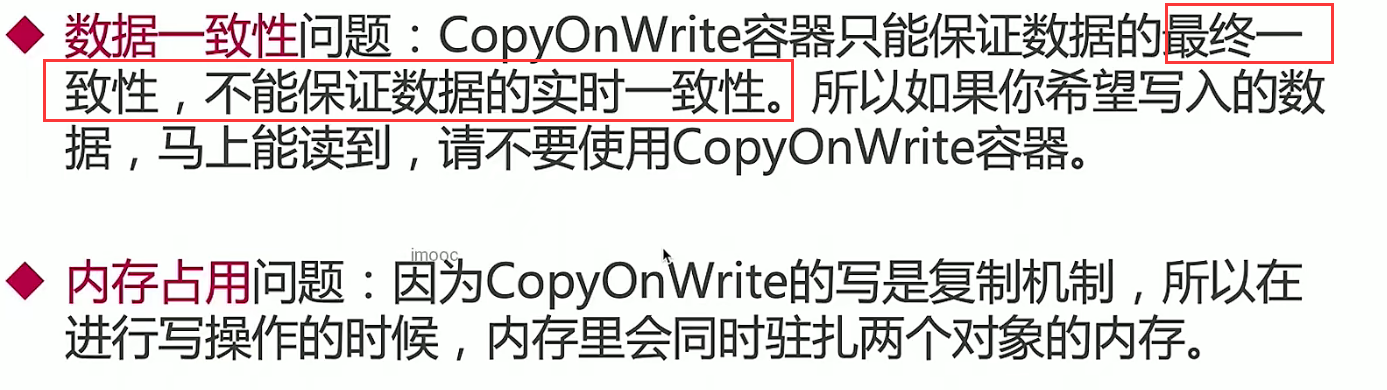 数据一致性问题：CopyOnWrite容器只能保证数据的最终一
致性，不能保证数据的实时一致性。所以如果你希望写入的数
据，马上能读到，请不要使用CopyOnWrite容器。
imooc
内存占用问题：因为CopyOnWrite的写是复制机制，所以在
进行写操作的时候，内存里会同时驻扎两个对象的内存。